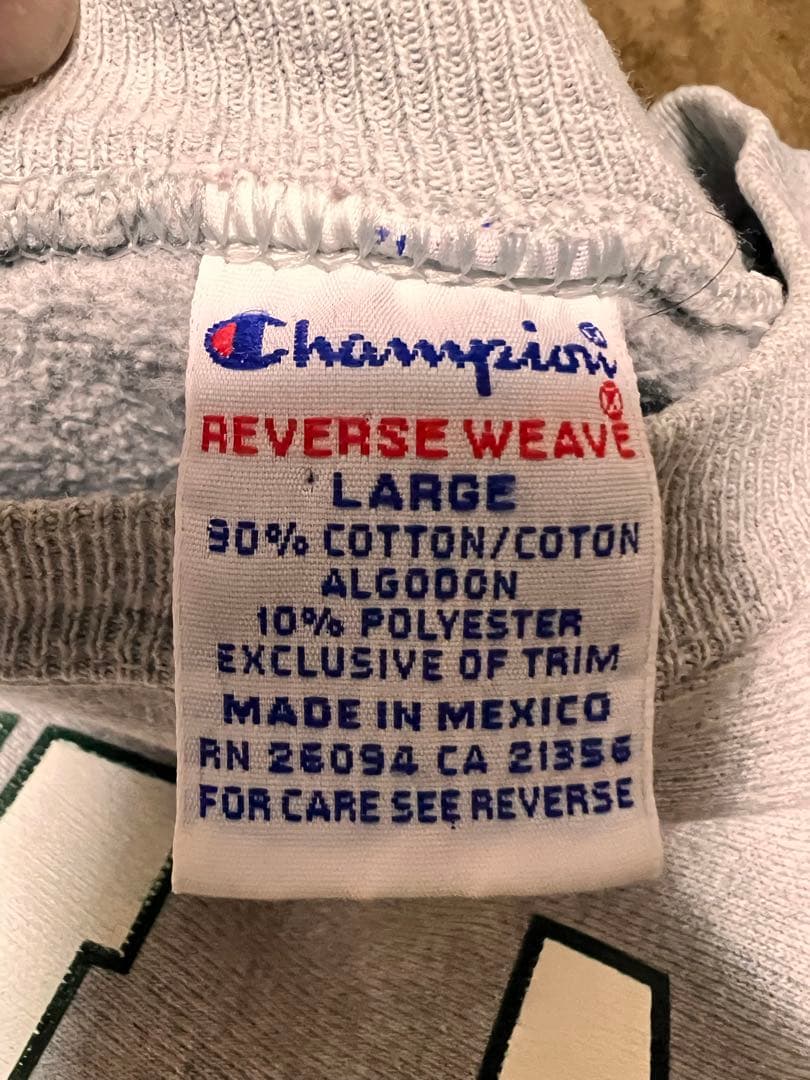 Champion®
®
REVERSE WEAVE
LARGE
90% COTTON/COTON
ALGODON
10% POLYESTER
EXCLUSIVE OF TRIM
MADE IN MEXICO
RN 26094 CA 21356
FOR CARE SEE REVERSE